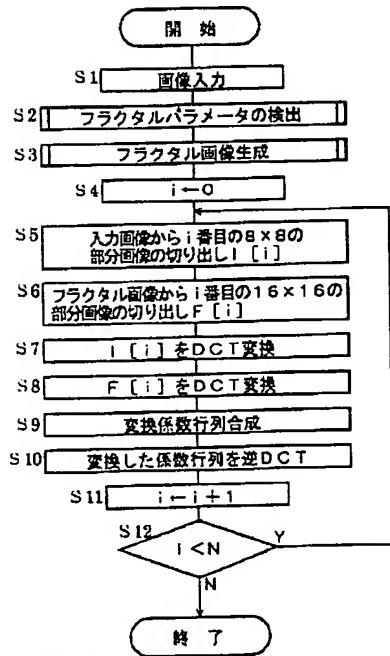 開始
S1 画像入力
S2 フラクタルパラメータの検出
S3 フラクタル画像生成
S4 i←0
S5 入力画像からi番目の8×8の
部分画像の切り出しI[i]
S6 フラクタル画像からi番目の16×16の
部分画像の切り出しF[i]
S7 I[i]をDCT変換
S8 F[i]をDCT変換
S9 変換係数行列合成
S10 変換した係数行列を逆DCT
S11 i←i+1
S12 i<N Y
N
終了